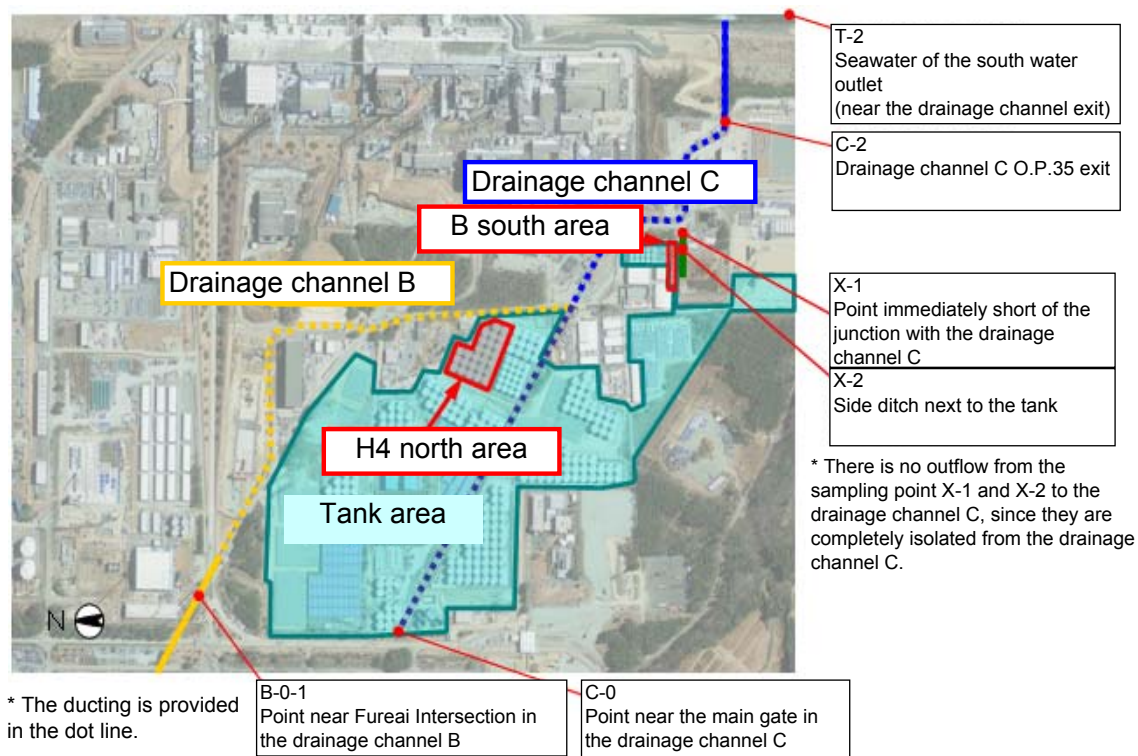 T-2
Seawater of the south water
outlet
(near the drainage channel exit)
C-2
Drainage channel C O.P.35 exit
Drainage channel C
B south area
Drainage channel B
X-1
Point immediately short of the
junction with the drainage
channel C
X-2
Side ditch next to the tank
H4 north area
Tank area
* There is no outflow from the
sampling point X-1 and X-2 to the
drainage channel C, since they are
completely isolated from the drainage
channel C.
N
* The ducting is provided
in the dot line.
B-0-1
Point near Fureai Intersection in
the drainage channel B
C-0
Point near the main gate in
the drainage channel C